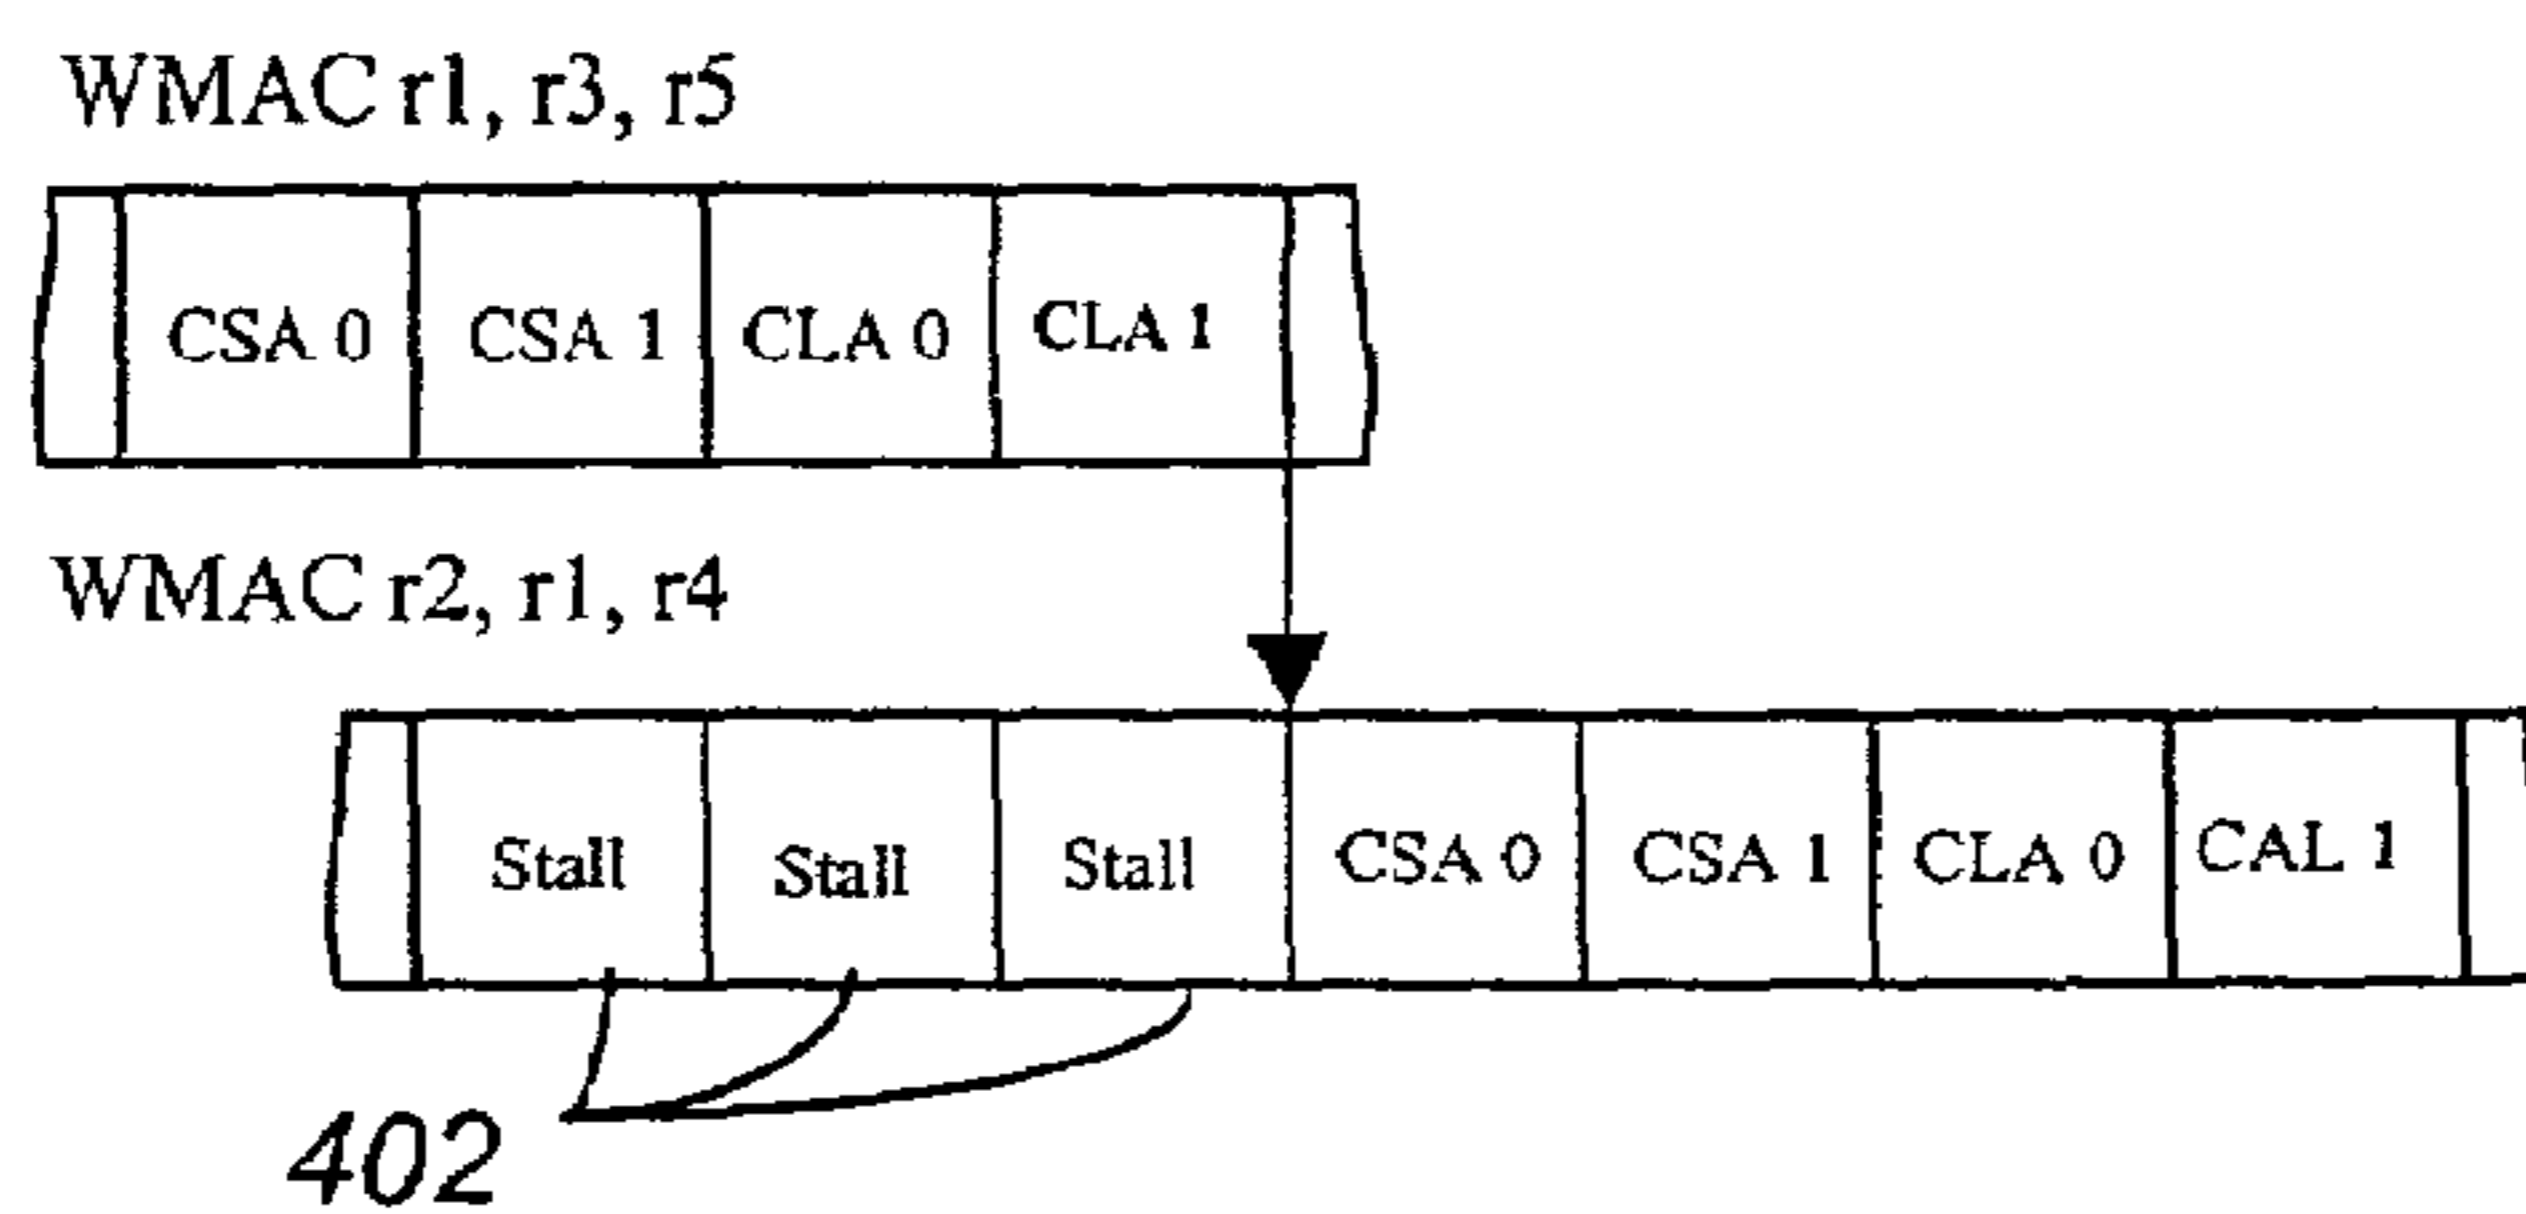 WMAC r1, r3, r5
CSA 0 CSA 1 CLA 0 CLA 1
WMAC r2, r1, r4
Stall Stall Stall CSA 0 CSA 1 CLA 0 CAL 1
402